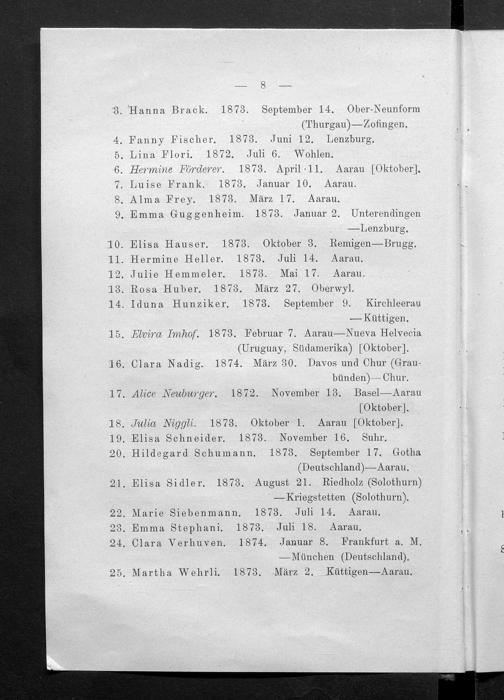 — 8 —
3. Hanna Brack. 1873. September 14. Ober-Neunform
(Thurgau)—Zofingen.
4. Fanny Fischer. 1873. Juni 12. Lenzburg.
5. Lina Flori. 1872. Juli 6. Wohlen.
6. Hermine Förderer. 1873. April 11. Aarau [Oktober].
7. Luise Frank. 1873. Januar 10. Aarau.
8. Alma Frey. 1873. März 17. Aarau.
9. Emma Guggenheim. 1873. Januar 2. Unterendingen
—Lenzburg.
10. Elisa Hauser. 1873. Oktober 3. Remigen—Brugg.
11. Hermine Heller. 1873. Juli 14. Aarau.
12. Julie Hemmeler. 1873. Mai 17. Aarau.
13. Rosa Huber. 1873. März 27. Oberwyl.
14. Iduna Hunziker. 1873. September 9. Kirchleerau
—Küttigen.
15. Elvira Imhof. 1873. Februar 7. Aarau—Nueva Helvecia
(Uruguay, Südamerika) [Oktober].
16. Clara Nadig. 1874. März 30. Davos und Chur (Grau-
bünden)—Chur.
17. Alice Neuburger. 1872. November 13. Basel—Aarau
[Oktober].
18. Julia Niggli. 1873. Oktober 1. Aarau [Oktober].
19. Elisa Schneider. 1873. November 16. Suhr.
20. Hildegard Schumann. 1873. September 17. Gotha
(Deutschland)—Aarau.
21. Elisa Sidler. 1873. August 21. Riedholz (Solothurn)
—Kriegstetten (Solothurn).
22. Marie Siebenmann. 1873. Juli 14. Aarau.
23. Emma Stephani. 1873. Juli 18. Aarau.
24. Clara Verhuven. 1874. Januar 8. Frankfurt a. M.
—München (Deutschland).
25. Martha Wehrli. 1873. März 2. Küttigen—Aarau.